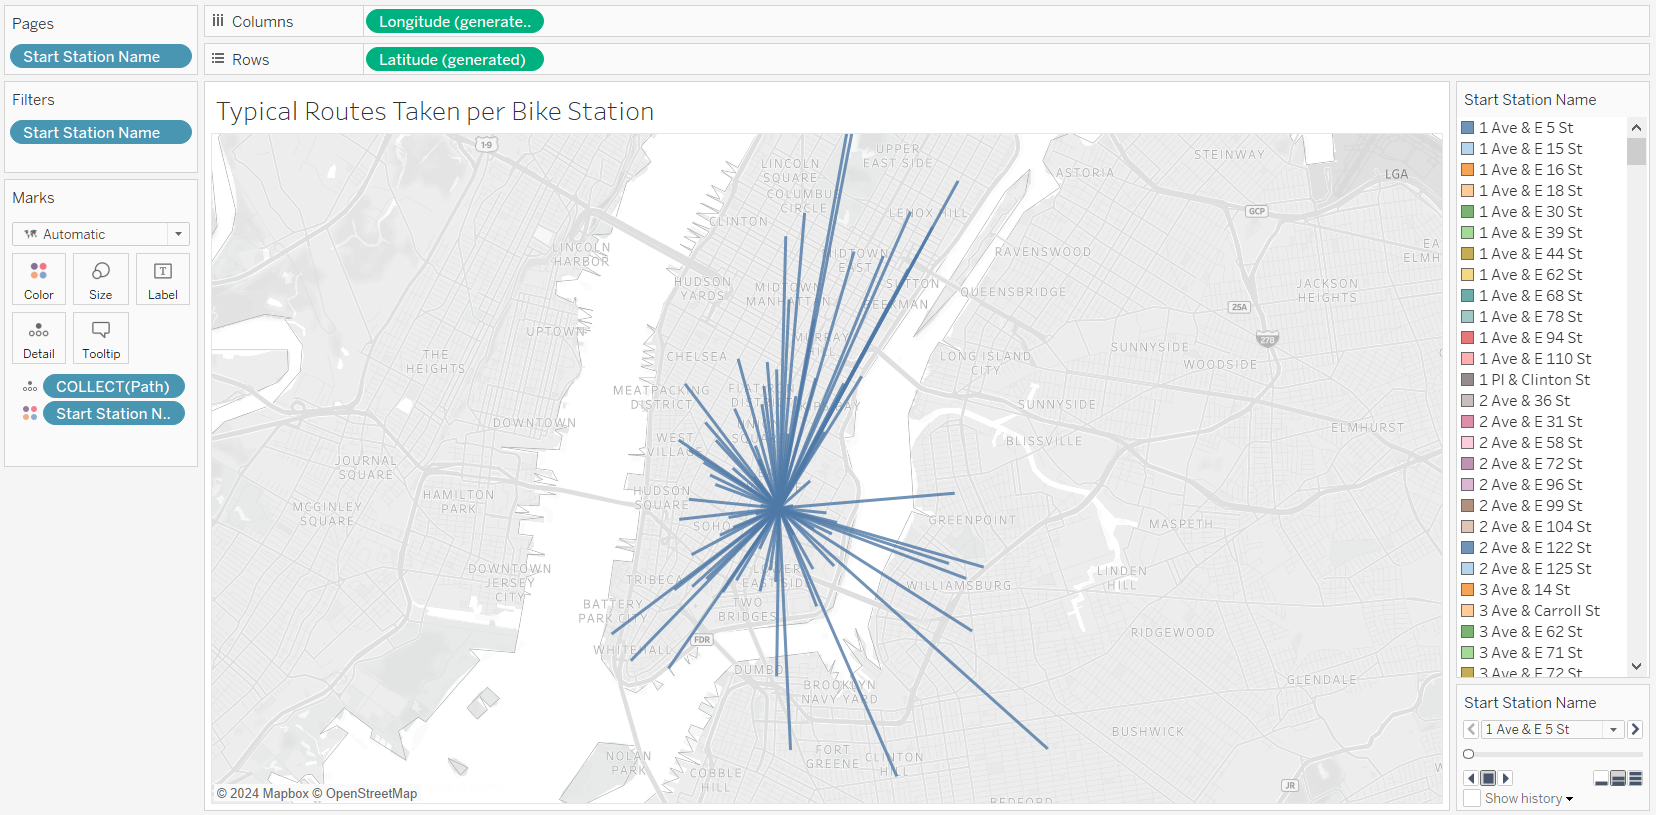 Pages
Start Station Name
Filters
Start Station Name
Marks
Automatic
Color
Size
Label
Detail
Tooltip
COLLECT(Path)
Start Station N..
Columns
Longitude (generate..
Rows
Latitude (generated)
Typical Routes Taken per Bike Station
1-9
LINCOLN
SQUARE
UPPER
EAST SIDE
STEINWAY
ASTORIA
LGA
COLUMBUS
CIRCLE
CLINTON
LENOX HILL
GCP
LINCOLN
HARBOR
RAVENSWOOD
EA
ELMH
MIDTOWN
EAST
SUTTON
HUDSON
YARDS
MIDTOWN
MANHATTAN
BEEKMAN
QUEENSBRIDGE
JACKSON
HEIGHTS
25A
UPTOWN
MURRAY
HILL
278
THE
HEIGHTS
CHELSEA
LONG ISLAND
CITY
SUNNYSIDE
WOODSIDE
MEATPACKING
DISTRICT
FLATIRON
DISTRICT
KIPS BAY
SUNNYSIDE
DOWNTOWN
WEST
VILLAGE
UNION
SQUARE
BLISSVILLE
ELMHURST
JOURNAL
SQUARE
HAMILTON
PARK
HUDSON
SQUARE
MCGINLEY
SQUARE
SOHO
GREENPOINT
MASPETH
DOWNTOWN
JERSEY
CITY
TRIBECA
LOWER
EAST SIDE
WILLIAMSBURG
LINDEN
HILL
BATTERY
PARK CITY
TWO
BRIDGES
RIDGEWOOD
FDR
WHITEHALL
DUMBO
BROOKLYN
NAVY YARD
GLENDALE
BUSHWICK
NOLAN
PARK
FORT
GREENE
CLINTON
HILL
COBBLE
HILL
JR
BEDFORD
W
© 2024 Mapbox © OpenStreetMap
Start Station Name
1 Ave & E 5 St
1 Ave & E 15 St
1 Ave & E 16 St
1 Ave & E 18 St
1 Ave & E 30 St
1 Ave & E 39 St
1 Ave & E 44 St
1 Ave & E 62 St
1 Ave & E 68 St
1 Ave & E 78 St
1 Ave & E 94 St
1 Ave & E 110 St
1 Pl & Clinton St
2 Ave & 36 St
2 Ave & E 31 St
2 Ave & E 58 St
2 Ave & E 72 St
2 Ave & E 96 St
2 Ave & E 99 St
2 Ave & E 104 St
2 Ave & E 122 St
2 Ave & E 125 St
3 Ave & 14 St
3 Ave & Carroll St
3 Ave & E 62 St
3 Ave & E 71 St
3 Ave & E 72 St
Start Station Name
1 Ave & E 5 St
Show history